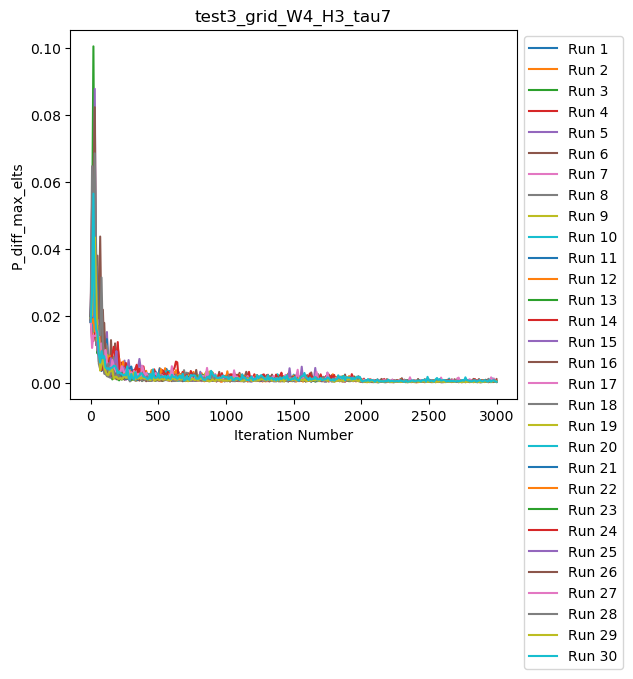 test3_grid_W4_H3_tau7
P_diff_max_elts
0.10
0.08
0.06
0.04
0.02
0.00
0
500
1000
1500
2000
2500
3000
Iteration Number
Run 1
Run 2
Run 3
Run 4
Run 5
Run 6
Run 7
Run 8
Run 9
Run 10
Run 11
Run 12
Run 13
Run 14
Run 15
Run 16
Run 17
Run 18
Run 19
Run 20
Run 21
Run 22
Run 23
Run 24
Run 25
Run 26
Run 27
Run 28
Run 29
Run 30